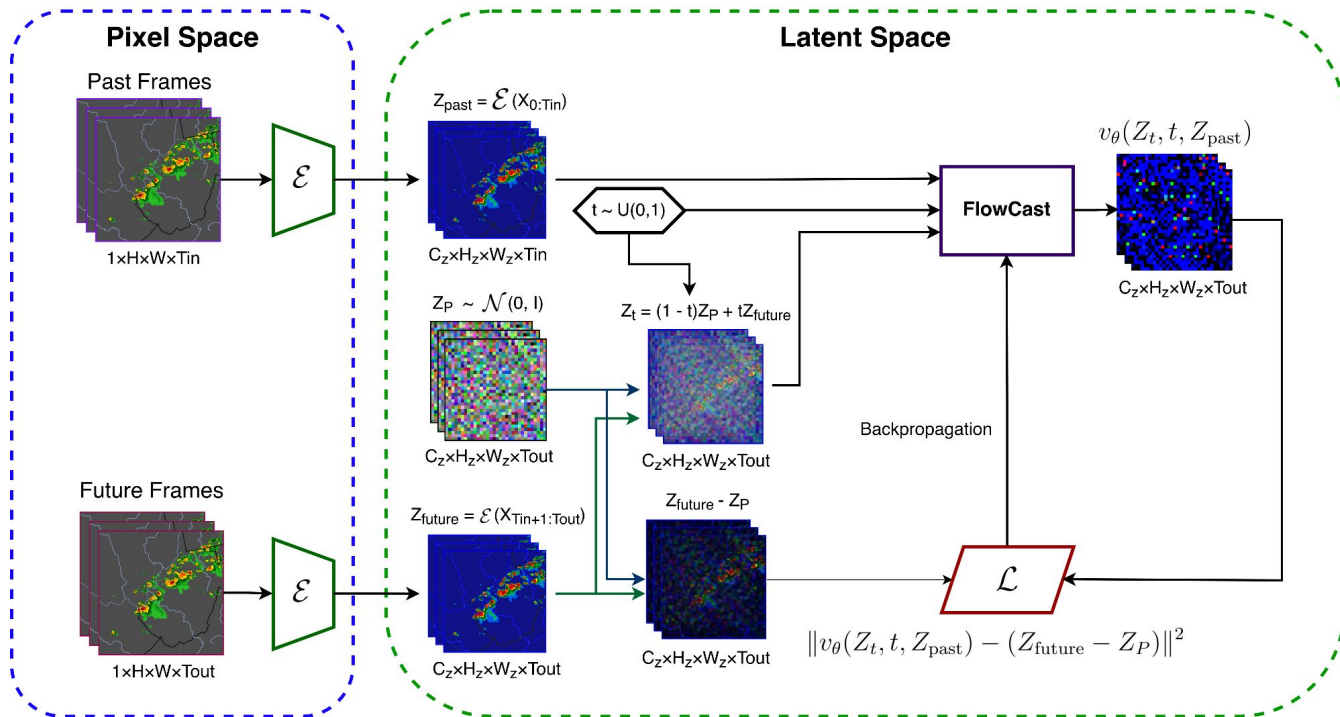 Pixel Space
Past Frames
ℰ
1×H×W×Tin
Future Frames
ℰ
1×H×W×Tout
Latent Space
Z_past = ℰ(X_0:Tin)
C_z×H_z×W_z×Tin
t ~ U(0,1)
Z_P ~ 𝒩(0, I)
C_z×H_z×W_z×Tout
Z_t = (1 - t)Z_P + tZ_future
C_z×H_z×W_z×Tout
Z_future = ℰ(X_Tin+1:Tout)
C_z×H_z×W_z×Tout
Z_future - Z_P
C_z×H_z×W_z×Tout
FlowCast
v_θ(Z_t, t, Z_past)
C_z×H_z×W_z×Tout
Backpropagation
ℒ
‖v_θ(Z_t, t, Z_past) − (Z_future − Z_P)‖²